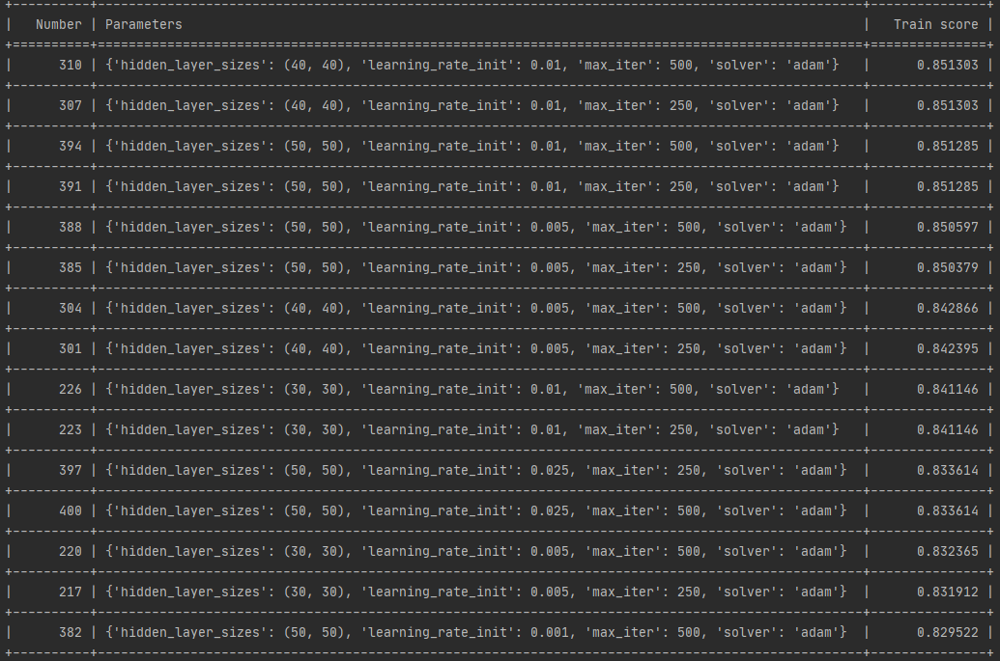 +----------+---------------------------------------------------------------------------------------------------+---------------+
|   Number | Parameters                                                                                        |   Train score |
+==========+===================================================================================================+===============+
|      310 | {'hidden_layer_sizes': (40, 40), 'learning_rate_init': 0.01, 'max_iter': 500, 'solver': 'adam'}   |      0.851303 |
+----------+---------------------------------------------------------------------------------------------------+---------------+
|      307 | {'hidden_layer_sizes': (40, 40), 'learning_rate_init': 0.01, 'max_iter': 250, 'solver': 'adam'}   |      0.851303 |
+----------+---------------------------------------------------------------------------------------------------+---------------+
|      394 | {'hidden_layer_sizes': (50, 50), 'learning_rate_init': 0.01, 'max_iter': 500, 'solver': 'adam'}   |      0.851285 |
+----------+---------------------------------------------------------------------------------------------------+---------------+
|      391 | {'hidden_layer_sizes': (50, 50), 'learning_rate_init': 0.01, 'max_iter': 250, 'solver': 'adam'}   |      0.851285 |
+----------+---------------------------------------------------------------------------------------------------+---------------+
|      388 | {'hidden_layer_sizes': (50, 50), 'learning_rate_init': 0.005, 'max_iter': 500, 'solver': 'adam'}  |      0.850597 |
+----------+---------------------------------------------------------------------------------------------------+---------------+
|      385 | {'hidden_layer_sizes': (50, 50), 'learning_rate_init': 0.005, 'max_iter': 250, 'solver': 'adam'}  |      0.850379 |
+----------+---------------------------------------------------------------------------------------------------+---------------+
|      304 | {'hidden_layer_sizes': (40, 40), 'learning_rate_init': 0.005, 'max_iter': 500, 'solver': 'adam'}  |      0.842866 |
+----------+---------------------------------------------------------------------------------------------------+---------------+
|      301 | {'hidden_layer_sizes': (40, 40), 'learning_rate_init': 0.005, 'max_iter': 250, 'solver': 'adam'}  |      0.842395 |
+----------+---------------------------------------------------------------------------------------------------+---------------+
|      226 | {'hidden_layer_sizes': (30, 30), 'learning_rate_init': 0.01, 'max_iter': 500, 'solver': 'adam'}   |      0.841146 |
+----------+---------------------------------------------------------------------------------------------------+---------------+
|      223 | {'hidden_layer_sizes': (30, 30), 'learning_rate_init': 0.01, 'max_iter': 250, 'solver': 'adam'}   |      0.841146 |
+----------+---------------------------------------------------------------------------------------------------+---------------+
|      397 | {'hidden_layer_sizes': (50, 50), 'learning_rate_init': 0.025, 'max_iter': 250, 'solver': 'adam'}  |      0.833614 |
+----------+---------------------------------------------------------------------------------------------------+---------------+
|      400 | {'hidden_layer_sizes': (50, 50), 'learning_rate_init': 0.025, 'max_iter': 500, 'solver': 'adam'}  |      0.833614 |
+----------+---------------------------------------------------------------------------------------------------+---------------+
|      220 | {'hidden_layer_sizes': (30, 30), 'learning_rate_init': 0.005, 'max_iter': 500, 'solver': 'adam'}  |      0.832365 |
+----------+---------------------------------------------------------------------------------------------------+---------------+
|      217 | {'hidden_layer_sizes': (30, 30), 'learning_rate_init': 0.005, 'max_iter': 250, 'solver': 'adam'}  |      0.831912 |
+----------+---------------------------------------------------------------------------------------------------+---------------+
|      382 | {'hidden_layer_sizes': (50, 50), 'learning_rate_init': 0.001, 'max_iter': 500, 'solver': 'adam'}  |      0.829522 |
+----------+---------------------------------------------------------------------------------------------------+---------------+